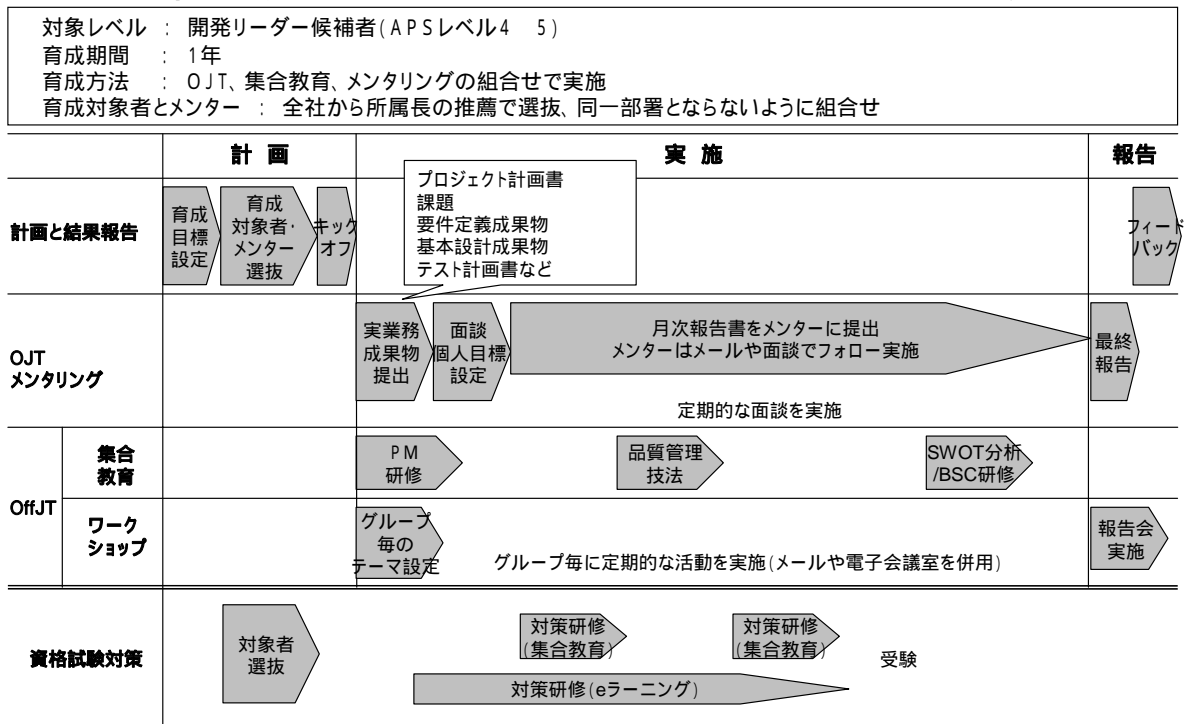 対象レベル : 開発リーダー候補者(APSレベル4 5)
育成期間 : 1年
育成方法 : OJT、集合教育、メンタリングの組合せで実施
育成対象者とメンター : 全社から所属長の推薦で選抜、同一部署とならないように組合せ
計 画
実 施
報告
計画と結果報告
育成
目標
設定
育成
対象者・
メンター
選抜
キック
オフ
プロジェクト計画書
課題
要件定義成果物
基本設計成果物
テスト計画書など
フィード
バック
OJT
メンタリング
実業務
成果物
提出
面談
個人目標
設定
月次報告書をメンターに提出
メンターはメールや面談でフォロー実施
定期的な面談を実施
最終
報告
OffJT
集合
教育
PM
研修
品質管理
技法
SWOT分析
/BSC研修
ワーク
ショップ
グループ
毎の
テーマ設定
グループ毎に定期的な活動を実施(メールや電子会議室を併用)
報告会
実施
資格試験対策
対象者
選抜
対策研修
(集合教育)
対策研修
(集合教育)
受験
対策研修(eラーニング)